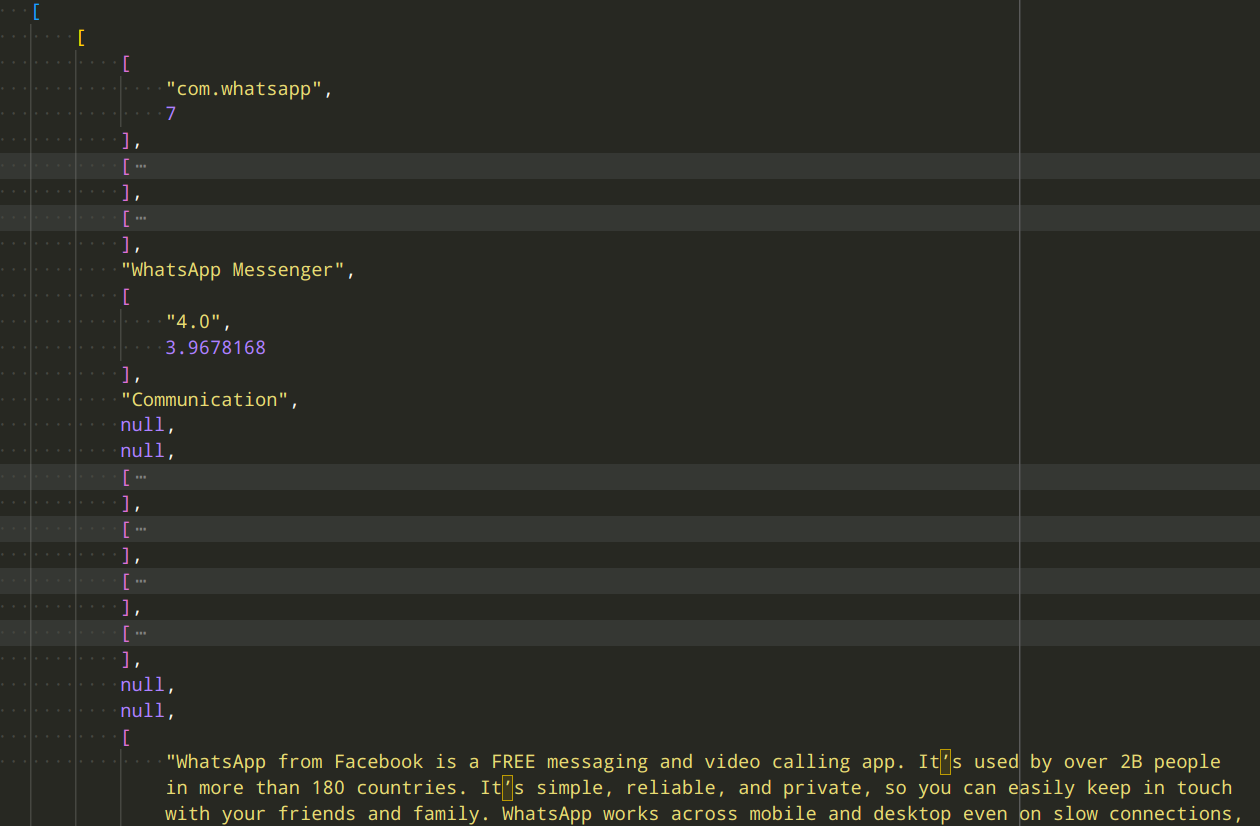 [
[
[
"com.whatsapp",
7
],
[ ⋯
],
[ ⋯
],
"WhatsApp Messenger",
[
"4.0",
3.9678168
],
"Communication",
null,
null,
[ ⋯
],
[ ⋯
],
[ ⋯
],
[ ⋯
],
null,
null,
[
"WhatsApp from Facebook is a FREE messaging and video calling app. It’s used by over 2B people
in more than 180 countries. It’s simple, reliable, and private, so you can easily keep in touch
with your friends and family. WhatsApp works across mobile and desktop even on slow connections,